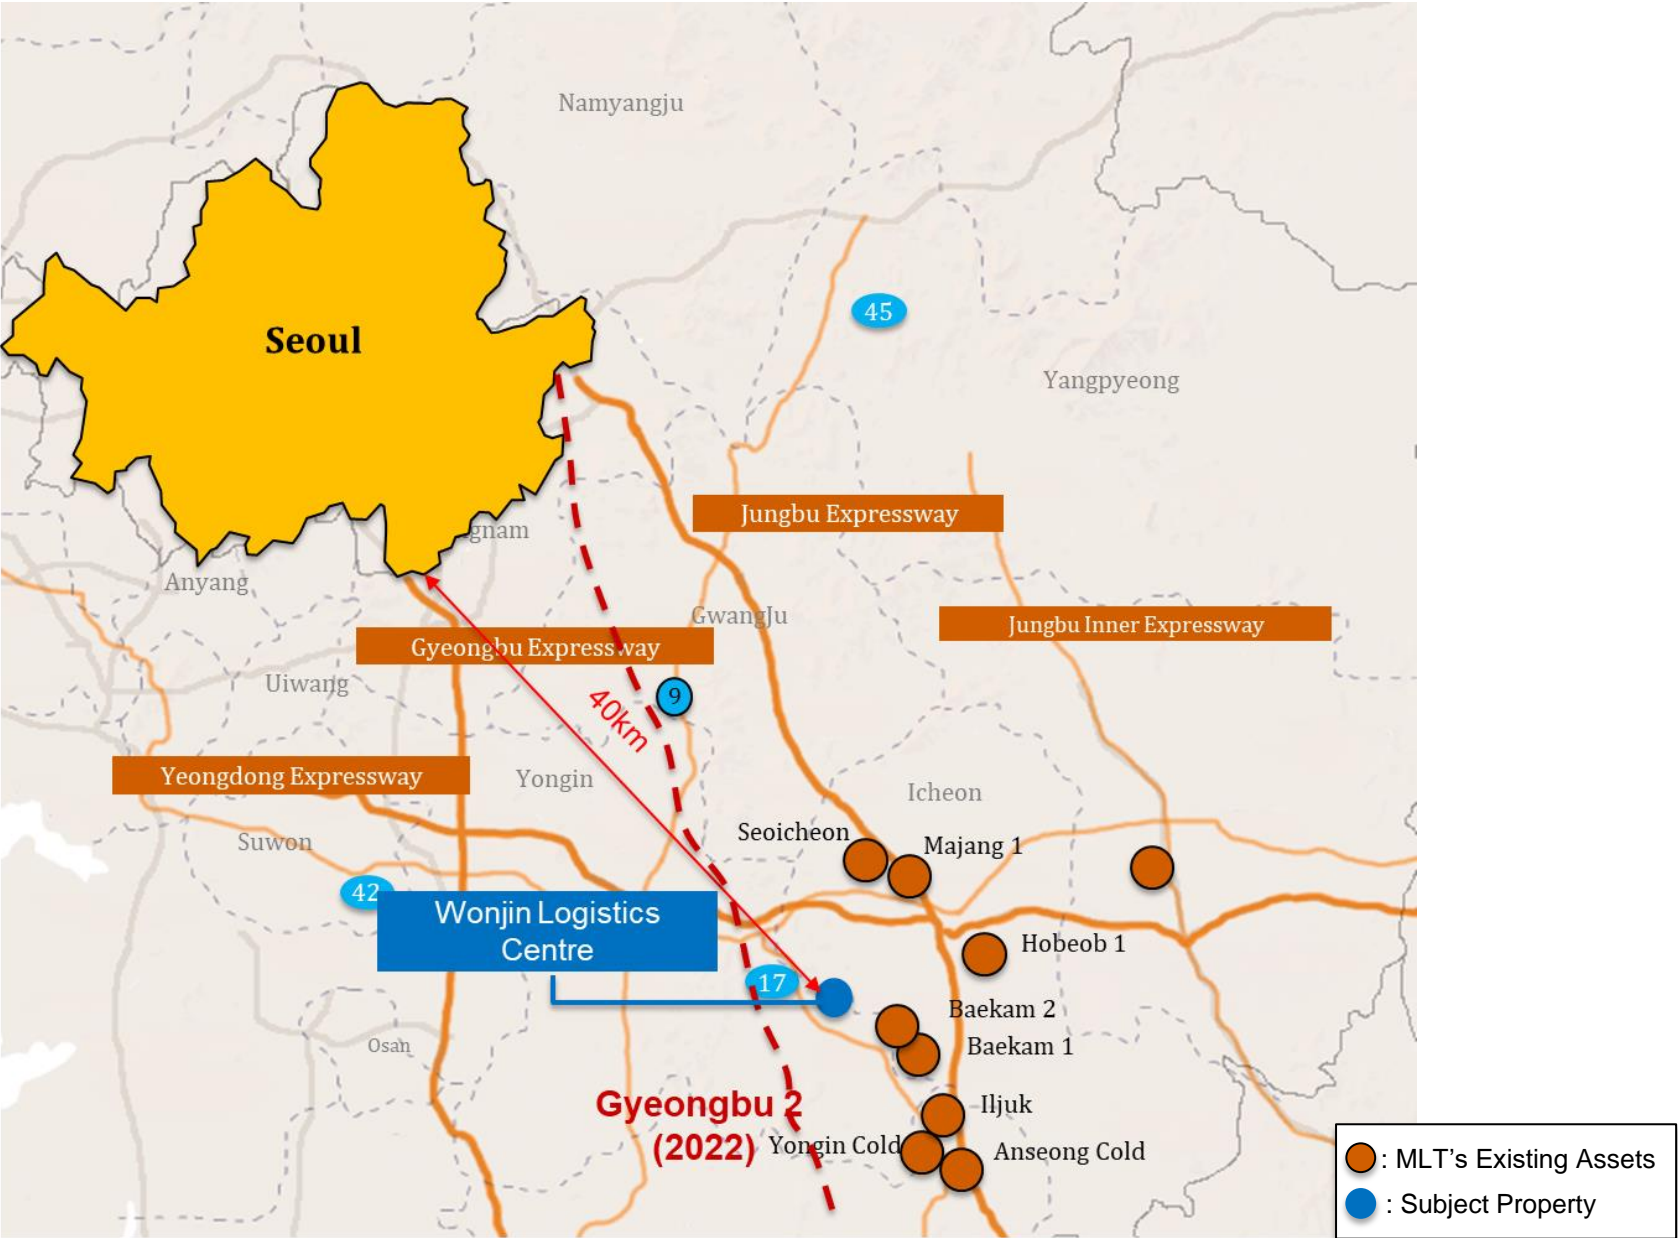 Namyangju
Seoul
45
Yangpyeong
Jungbu Expressway
gnam
Anyang
GwangJu
Jungbu Inner Expressway
Gyeongbu Expressway
Uiwang
9
40km
Yeongdong Expressway
Yongin
Icheon
Seoicheon
Majang 1
Suwon
42
Wonjin Logistics
Centre
Hobeob 1
17
Baekam 2
Osan
Baekam 1
Gyeongbu 2
(2022)
Iljuk
Yongin Cold
Anseong Cold
: MLT's Existing Assets
: Subject Property